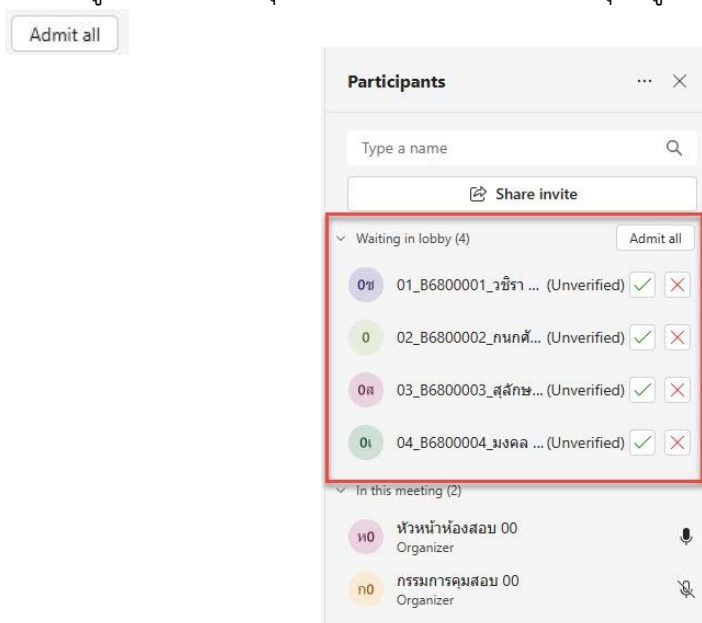 Admit all
Participants
Type a name
Share invite
Waiting in lobby (4) Admit all
0ช 01_B6800001_วชิรา ... (Unverified)
0 02_B6800002_กนกศั... (Unverified)
0ส 03_B6800003_สุลักษ... (Unverified)
0เ 04_B6800004_มงคล ... (Unverified)
In this meeting (2)
ห0 หัวหน้าห้องสอบ 00
Organizer
ก0 กรรมการคุมสอบ 00
Organizer